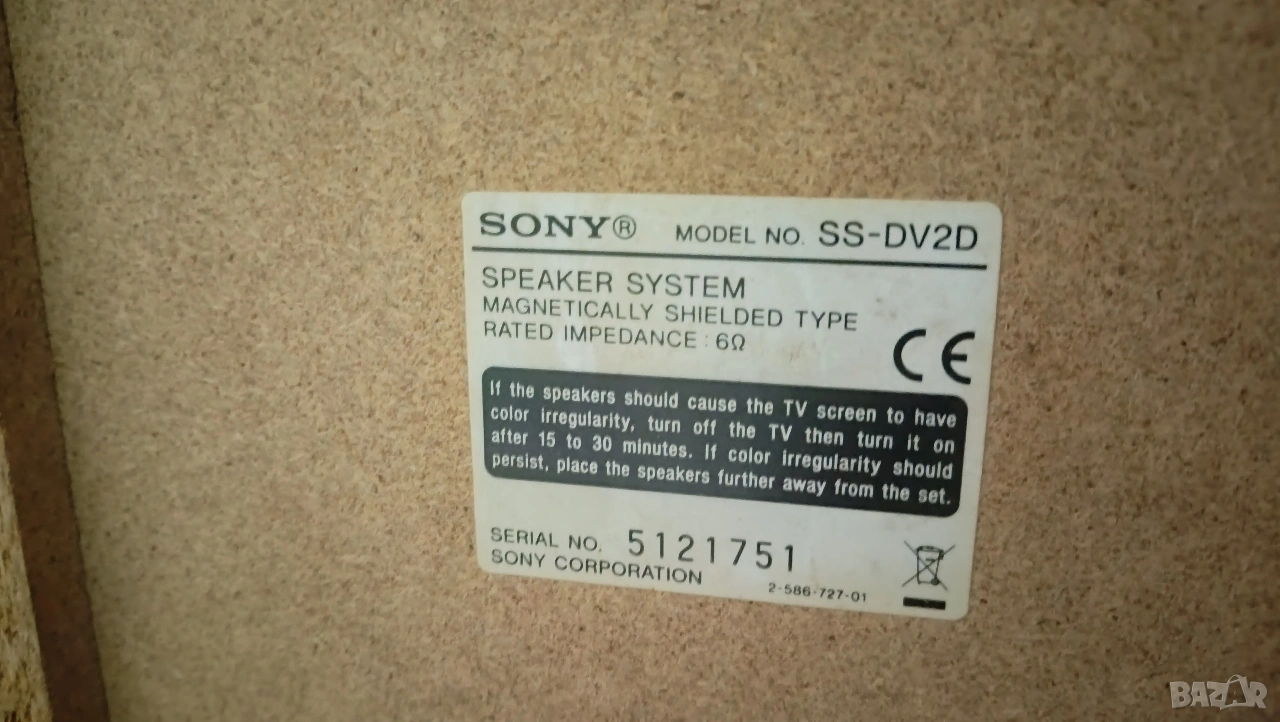 SONY® MODEL NO. SS-DV2D
SPEAKER SYSTEM
MAGNETICALLY SHIELDED TYPE
RATED IMPEDANCE : 6Ω
CE
If the speakers should cause the TV screen to have
color irregularity, turn off the TV then turn it on
after 15 to 30 minutes. If color irregularity should
persist, place the speakers further away from the set.
SERIAL NO. 5121751
SONY CORPORATION 2-586-727-01
BAZAR